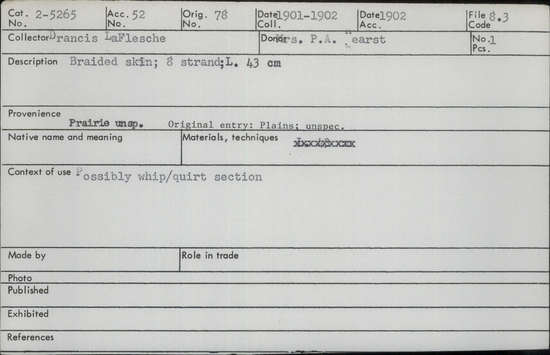 Cat. No. 2-5265 Acc. No. 52 Orig. No. 78 Date Coll. 1901-1902 Date Acc. 1902 File Code 8.3
Collector Drancis LaFlesche Donor Mrs. P.A. Hearst No. Pcs. 1
Description Braided skin; 8 strand;L. 43 cm
Provenience
Prairie unsp. Original entry: Plains; unspec.
Native name and meaning Materials, techniques
Context of use Possibly whip/quirt section
Made by Role in trade
Photo
Published
Exhibited
References